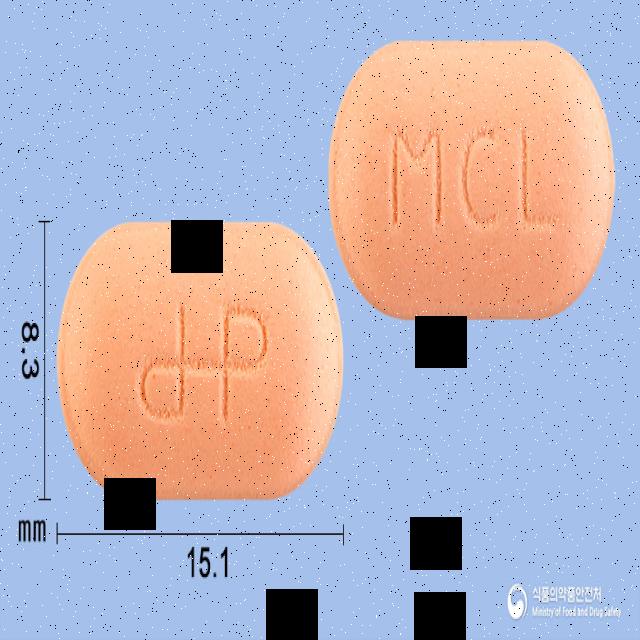 MCL
dP
8.3
mm
15.1
식품의약품안전처
Ministry of Food and Drug Safety